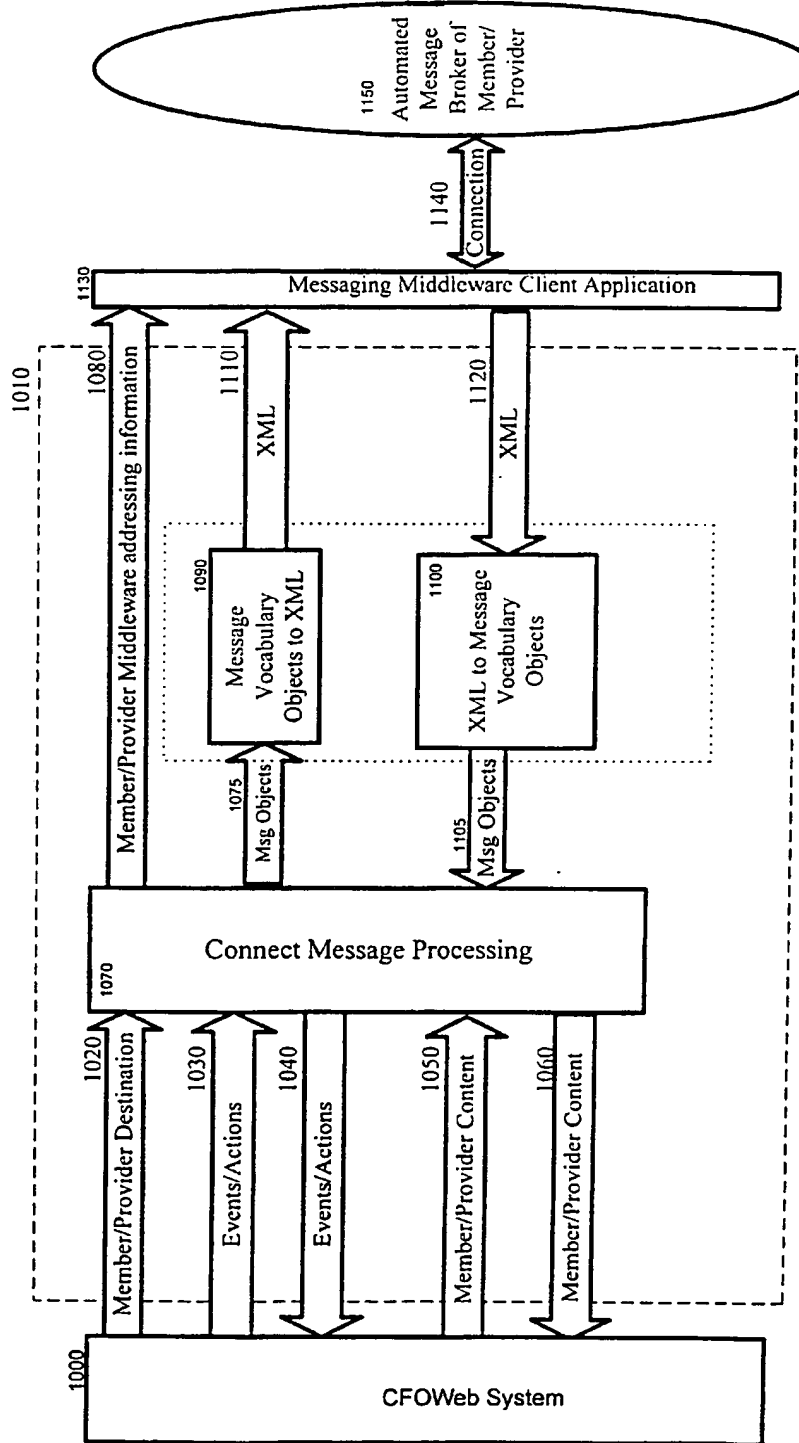 1000
CFOWeb System
1010
1020
Member/Provider Destination
1030
Events/Actions
1040
Events/Actions
1050
Member/Provider Content
1060
Member/Provider Content
1070
Connect Message Processing
1080
Member/Provider Middleware addressing information
1075
Msg Objects
1090
Message
Vocabulary
Objects to XML
1110
XML
1105
Msg Objects
1100
XML to Message
Vocabulary
Objects
1120
XML
1130
Messaging Middleware Client Application
1140
Connection
1150
Automated
Message
Broker of
Member/
Provider